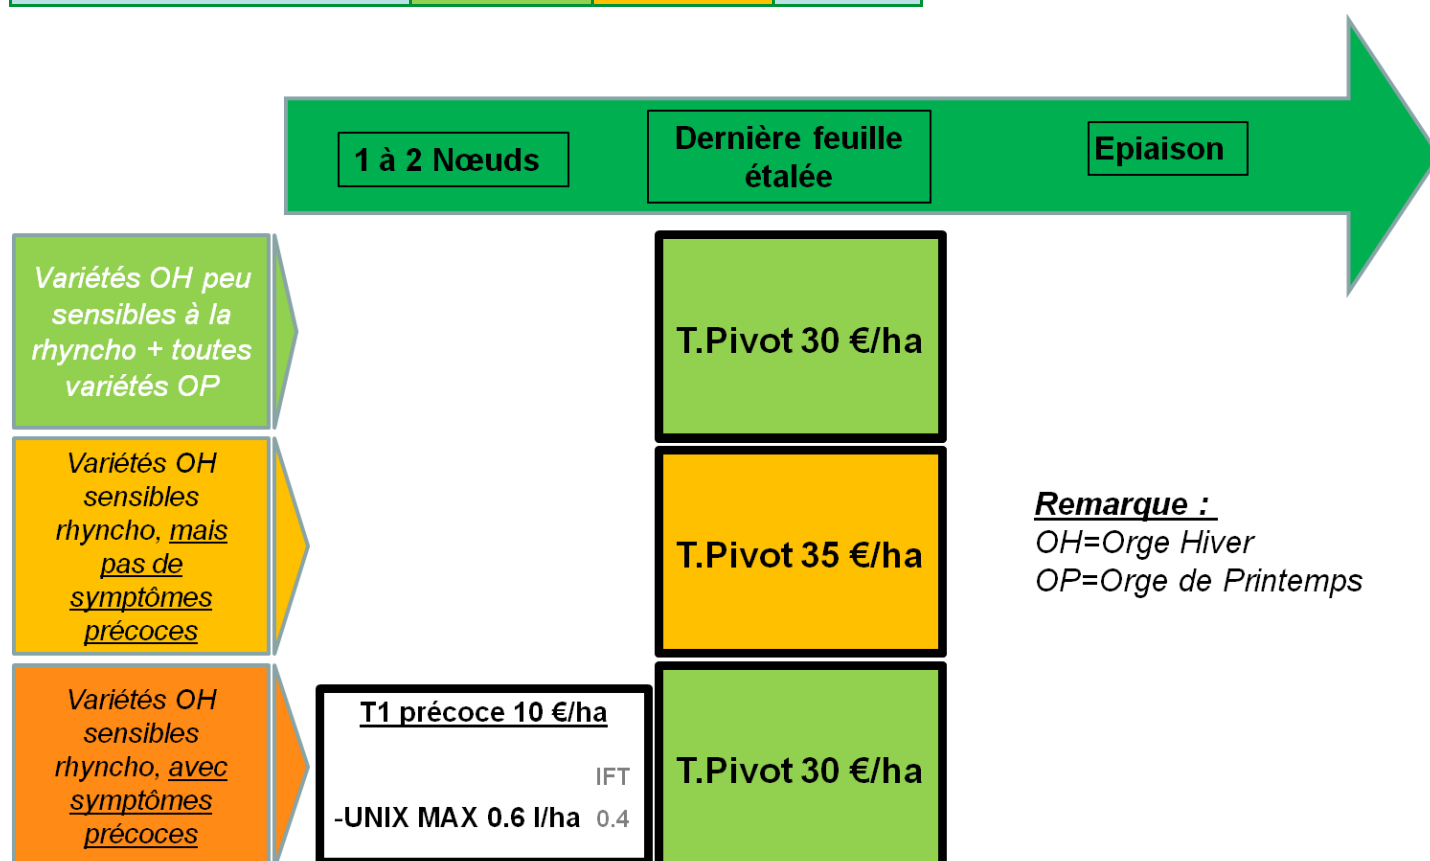 1 à 2 Nœuds
Dernière feuille
étalée
Epiaison
Variétés OH peu
sensibles à la
rhyncho + toutes
variétés OP
T.Pivot 30 €/ha
Variétés OH
sensibles
rhyncho, mais
pas de
symptômes
précoces
T.Pivot 35 €/ha
Remarque :
OH=Orge Hiver
OP=Orge de Printemps
Variétés OH
sensibles
rhyncho, avec
symptômes
précoces
T1 précoce 10 €/ha
IFT
-UNIX MAX 0.6 l/ha 0.4
T.Pivot 30 €/ha